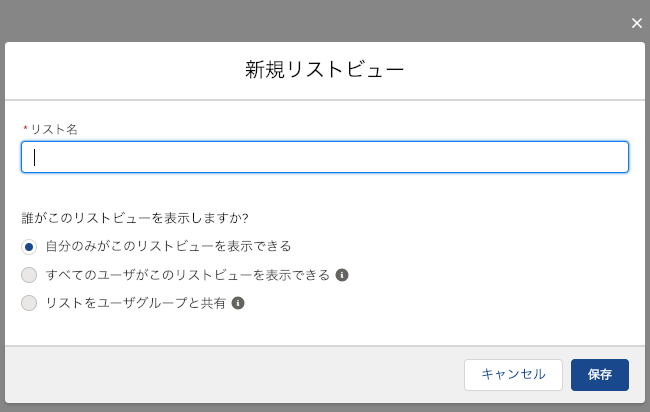 新規リストビュー
*リスト名
誰がこのリストビューを表示しますか?
自分のみがこのリストビューを表示できる
すべてのユーザがこのリストビューを表示できる
リストをユーザグループと共有
キャンセル 保存